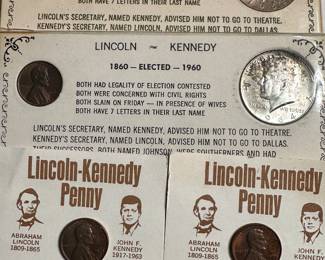 BOTH HAVE 7 LETTERS IN THEIR LAST NAME
LINCOLN'S SECRETARY, NAMED KENNEDY, ADVISED HIM NOT TO GO TO THEATRE.
KENNEDY'S SECRETARY, NAMED LINCOLN, ADVISED HIM NOT TO GO TO DALLAS.
LINCOLN ~ KENNEDY
1860 — ELECTED — 1960
BOTH HAD LEGALITY OF ELECTION CONTESTED
BOTH WERE CONCERNED WITH CIVIL RIGHTS
BOTH SLAIN ON FRIDAY — IN PRESENCE OF WIVES
BOTH HAVE 7 LETTERS IN THEIR LAST NAME
LINCOLN'S SECRETARY, NAMED KENNEDY, ADVISED HIM NOT TO GO TO THEATRE.
KENNEDY'S SECRETARY, NAMED LINCOLN, ADVISED HIM NOT TO GO TO DALLAS.
THEIR SUCCESSORS, BOTH NAMED JOHNSON, WERE SOUTHERNERS AND HAD
Lincoln-Kennedy
Penny
ABRAHAM
LINCOLN
1809-1865
JOHN F.
KENNEDY
1917-1963
Lincoln-Kennedy
Penny
ABRAHAM
LINCOLN
1809-1865
JOHN F.
KENNEDY